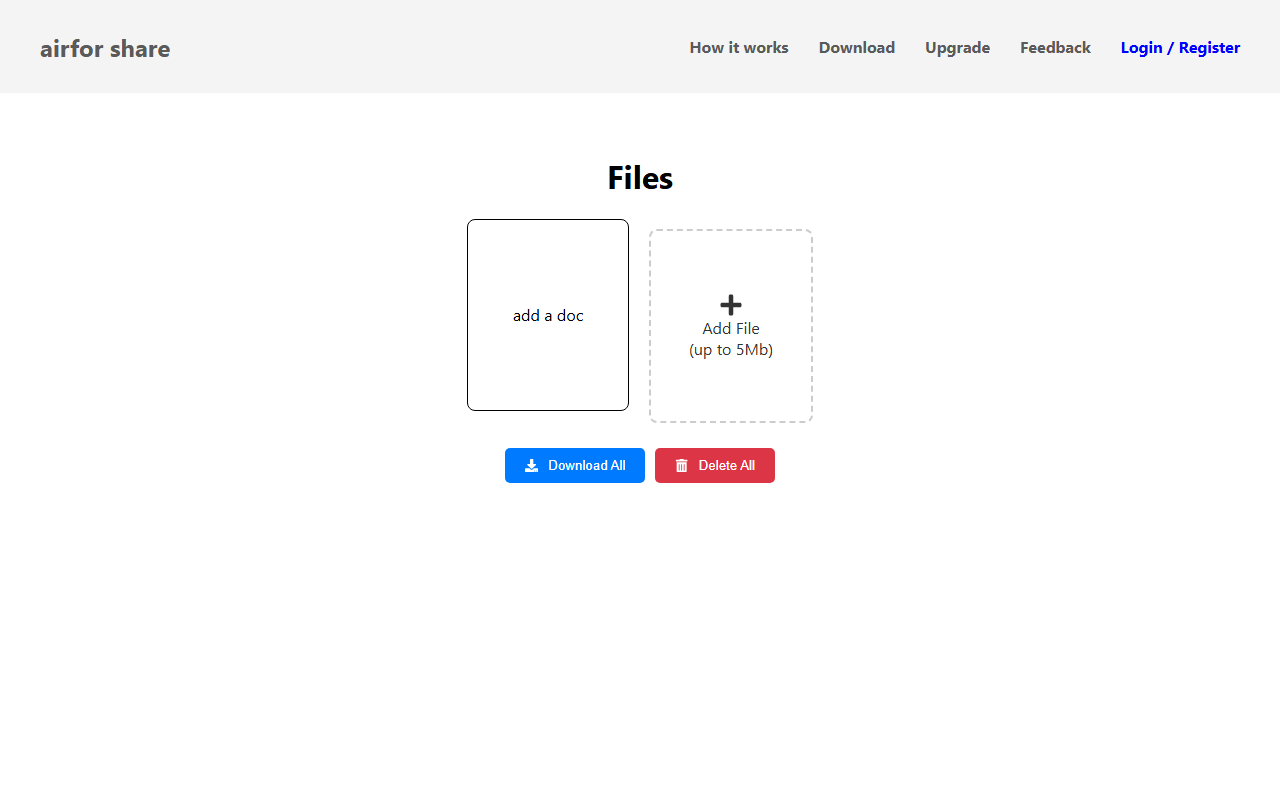 airfor share
How it works
Download
Upgrade
Feedback
Login / Register
Files
add a doc
Add File
(up to 5Mb)
Download All
Delete All